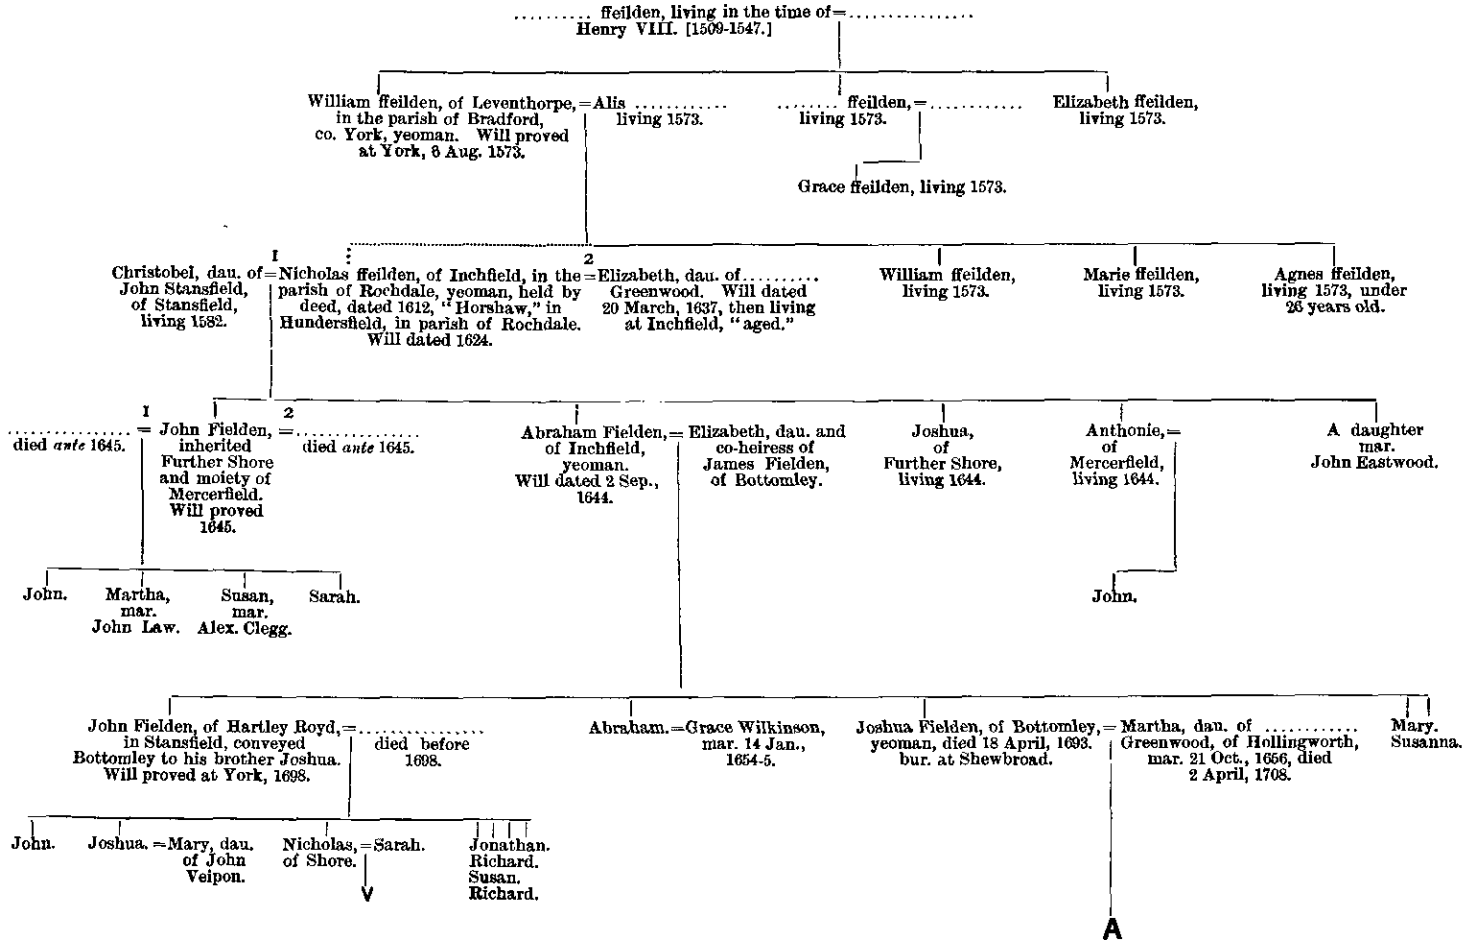 .......... ffeilden, living in the time of=................
Henry VIII. [1509-1547.]
William ffeilden, of Leventhorpe,=Alis ............
in the parish of Bradford,
co. York, yeoman. Will proved
at York, 8 Aug. 1573.
living 1573.
........ ffeilden,=............
living 1573.
Elizabeth ffeilden,
living 1573.
Grace ffeilden, living 1573.
1
2
Christobel, dau. of
John Stansfield,
of Stansfield,
living 1582.
=Nicholas ffeilden, of Inchfield, in the
parish of Rochdale, yeoman, held by
deed, dated 1612, "Horshaw," in
Hundersfield, in parish of Rochdale.
Will dated 1624.
=Elizabeth, dau. of..........
Greenwood. Will dated
20 March, 1637, then living
at Inchfield, "aged."
William ffeilden,
living 1573.
Marie ffeilden,
living 1573.
Agnes ffeilden,
living 1573, under
26 years old.
1
2
................
died ante 1645.
= John Fielden, =
inherited
Further Shore
and moiety of
Mercerfield.
Will proved
1645.
...............
died ante 1645.
Abraham Fielden,=
of Inchfield,
yeoman.
Will dated 2 Sep.,
1644.
Elizabeth, dau. and
co-heiress of
James Fielden,
of Bottomley.
Joshua,
of
Further Shore,
living 1644.
Anthonie,=
of
Mercerfield,
living 1644.
A daughter
mar.
John Eastwood.
John.
Martha,
mar.
John Law.
Susan,
mar.
Alex. Clegg.
Sarah.
John.
John Fielden, of Hartley Royd,=................
in Stansfield, conveyed
Bottomley to his brother Joshua.
Will proved at York, 1698.
died before
1698.
Abraham.=Grace Wilkinson,
mar. 14 Jan.,
1654-5.
Joshua Fielden, of Bottomley,=
yeoman, died 18 April, 1693.
bur. at Shewbroad.
Martha, dau. of ............
Greenwood, of Hollingworth,
mar. 21 Oct., 1656, died
2 April, 1708.
Mary.
Susanna.
John.
Joshua.=Mary, dau.
of John
Veipon.
Nicholas,=Sarah.
of Shore.
Jonathan.
Richard.
Susan.
Richard.
A